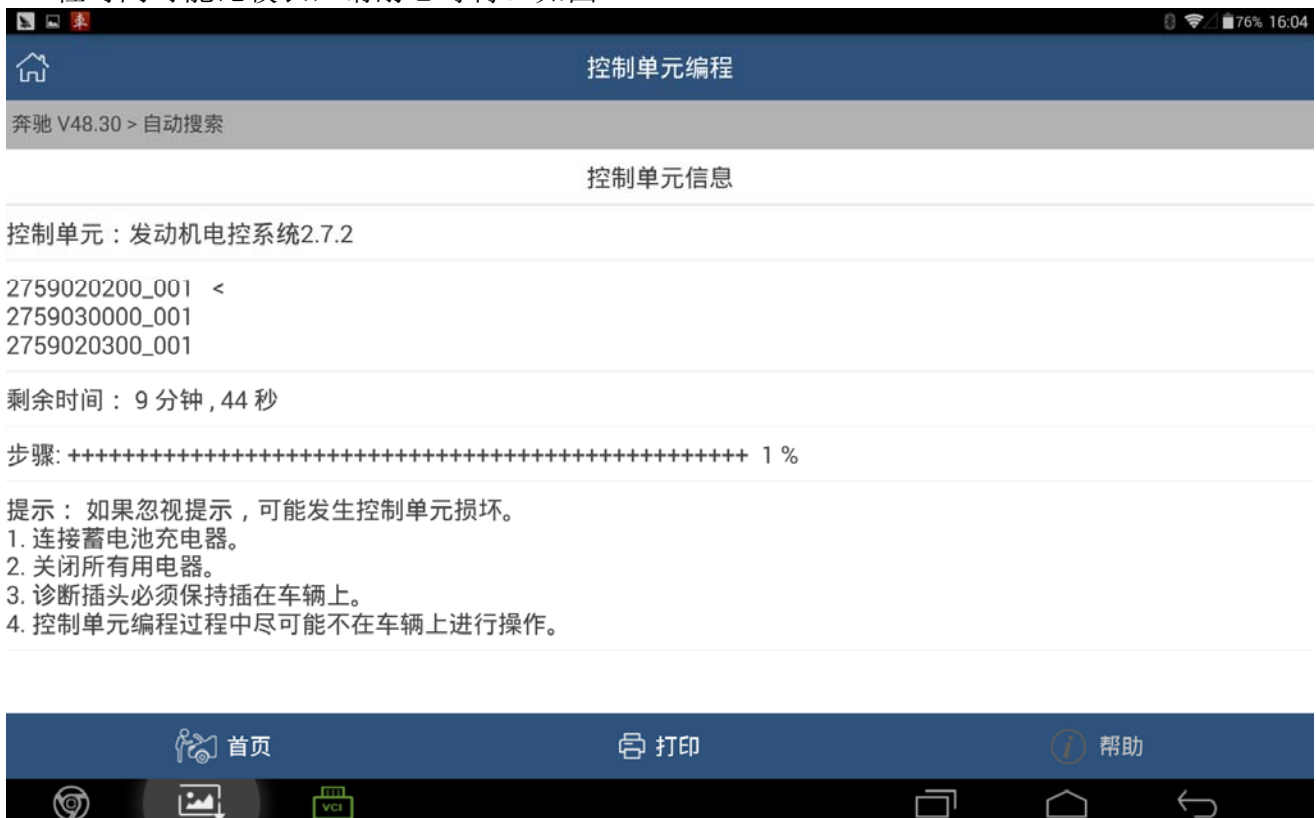 76% 16:04
控制单元编程
奔驰 V48.30 > 自动搜索
控制单元信息
控制单元：发动机电控系统2.7.2
2759020200_001 <
2759030000_001
2759020300_001
剩余时间： 9 分钟 , 44 秒
步骤: ++++++++++++++++++++++++++++++++++++++++++++++++++ 1 %
提示： 如果忽视提示，可能发生控制单元损坏。
1. 连接蓄电池充电器。
2. 关闭所有用电器。
3. 诊断插头必须保持插在车辆上。
4. 控制单元编程过程中尽可能不在车辆上进行操作。
首页
打印
帮助
VCI